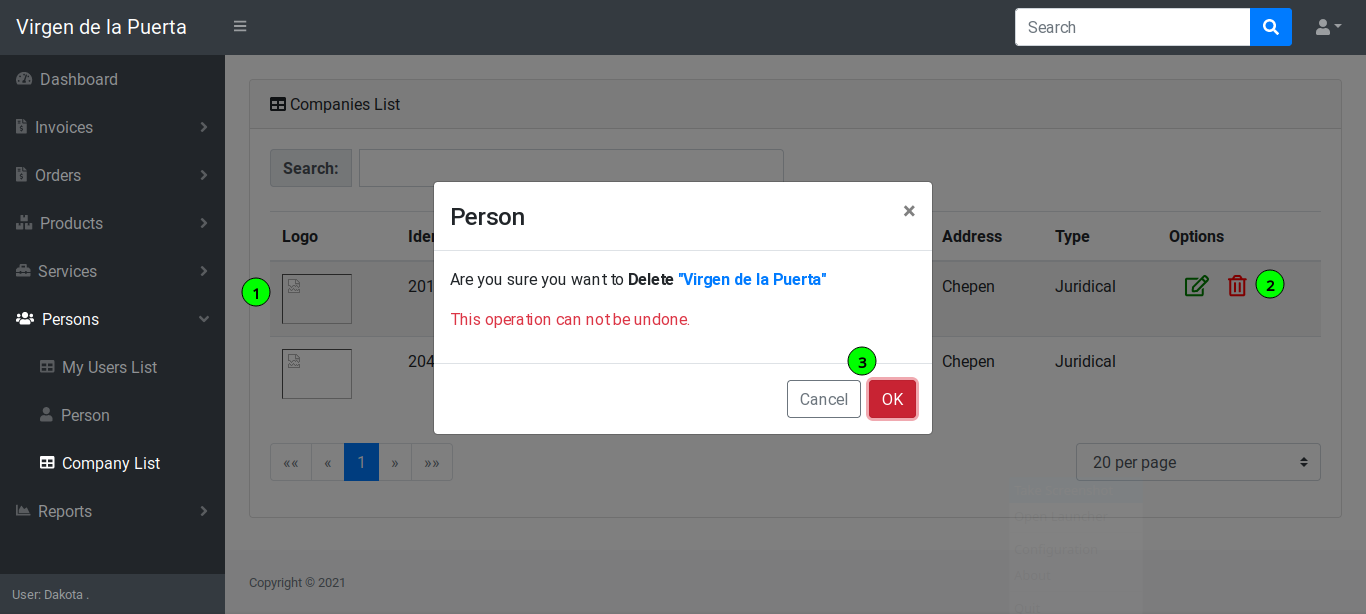 Virgen de la Puerta
Search
Dashboard
Invoices
Orders
Products
Services
Persons
My Users List
Person
Company List
Reports
User: Dakota .
Companies List
Search:
Logo Address Type Options
1 201 Chepen Juridical 2
204 Chepen Juridical
Person ×
Are you sure you want to Delete "Virgen de la Puerta"
This operation can not be undone.
3
Cancel OK
«« « 1 » »» 20 per page
Copyright © 2021